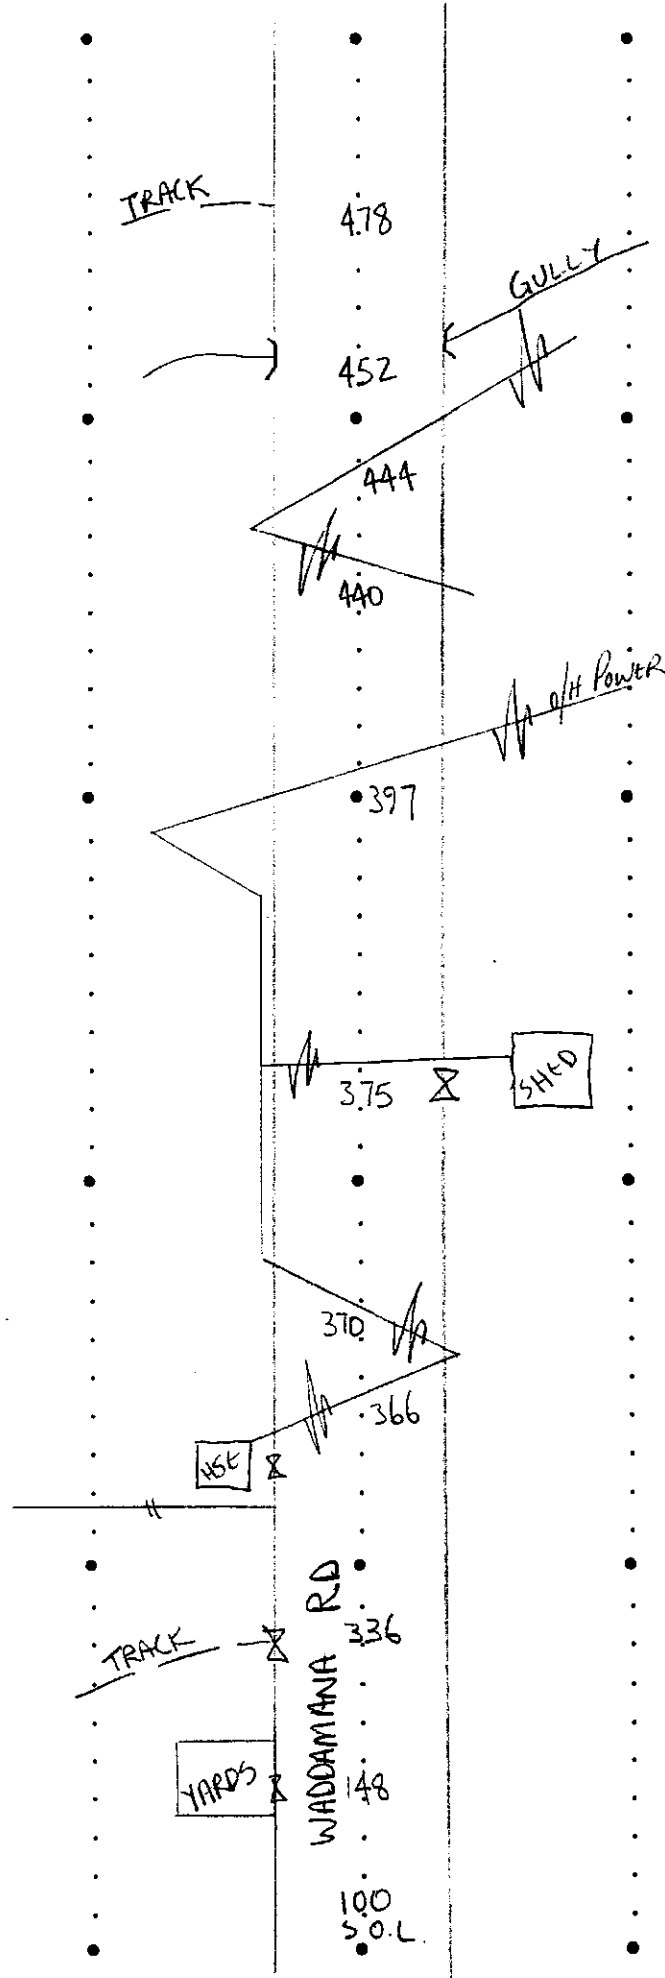 TRACK
478
GULLY
452
444
440
O/H POWER
397
375
SHED
370
366
HSE
WADDAMANA RD
336
TRACK
YARDS
148
100
S.O.L.